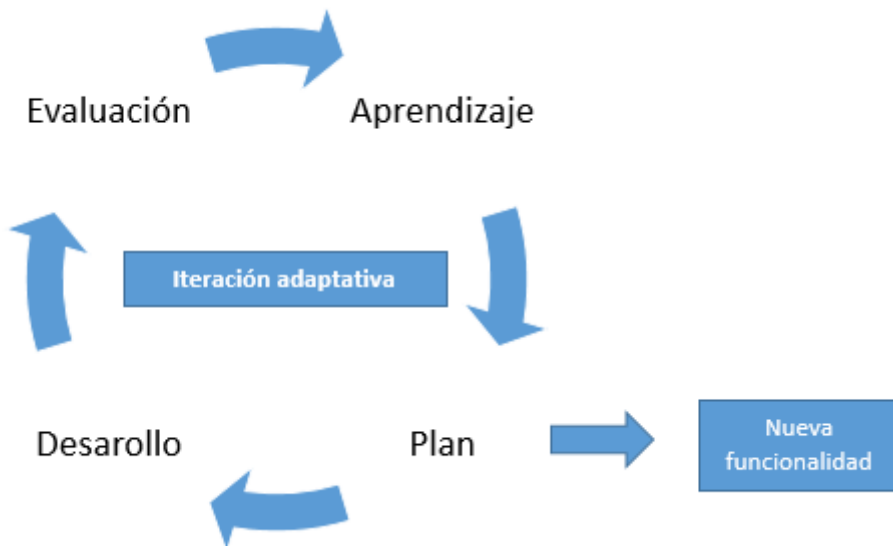 Evaluación
Aprendizaje
Iteración adaptativa
Desarollo
Plan
Nueva
funcionalidad